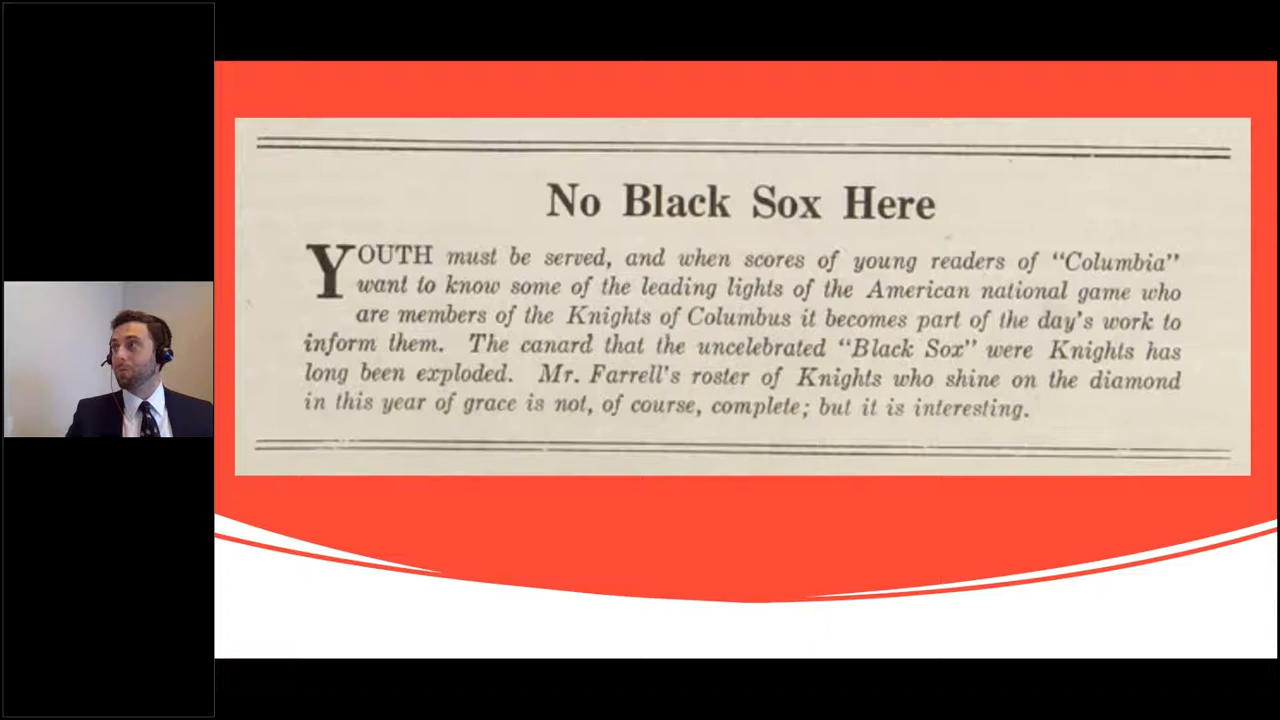 No Black Sox Here
YOUTH must be served, and when scores of young readers of “Columbia”
want to know some of the leading lights of the American national game who
are members of the Knights of Columbus it becomes part of the day's work to
inform them. The canard that the uncelebrated “Black Sox” were Knights has
long been exploded. Mr. Farrell's roster of Knights who shine on the diamond
in this year of grace is not, of course, complete; but it is interesting.